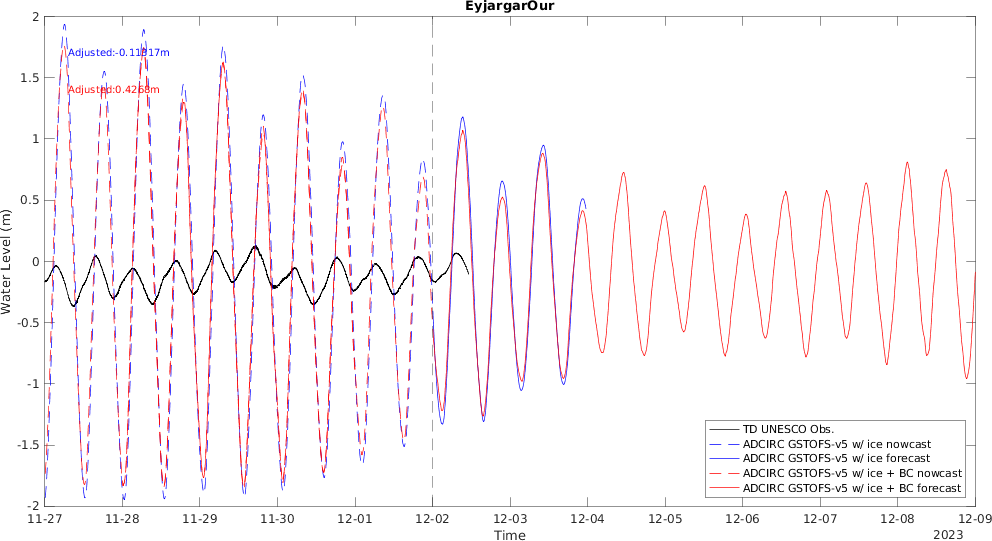 EyjargarOur
Adjusted:-0.11317m
Adjusted:0.4268m
Water Level (m)
2
1.5
1
0.5
0
-0.5
-1
-1.5
-2
TD UNESCO Obs.
ADCIRC GSTOFS-v5 w/ ice nowcast
ADCIRC GSTOFS-v5 w/ ice forecast
ADCIRC GSTOFS-v5 w/ ice + BC nowcast
ADCIRC GSTOFS-v5 w/ ice + BC forecast
11-27 11-28 11-29 11-30 12-01 12-02 12-03 12-04 12-05 12-06 12-07 12-08 12-09
Time
2023